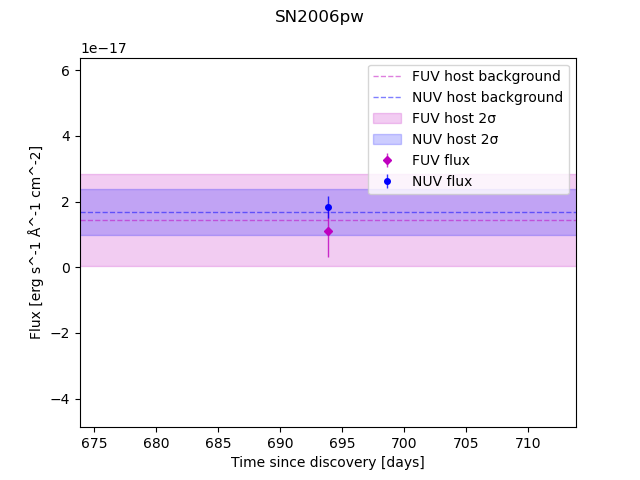 SN2006pw
1e−17
6
4
2
0
−2
−4
Flux [erg s^-1 Å^-1 cm^-2]
FUV host background
NUV host background
FUV host 2σ
NUV host 2σ
FUV flux
NUV flux
675 680 685 690 695 700 705 710
Time since discovery [days]